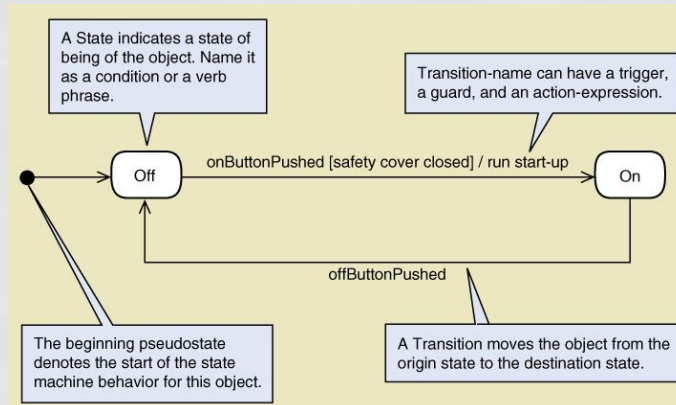 A State indicates a state of
being of the object. Name it
as a condition or a verb
phrase.
Transition-name can have a trigger,
a guard, and an action-expression.
Off
onButtonPushed [safety cover closed] / run start-up
On
offButtonPushed
The beginning pseudostate
denotes the start of the state
machine behavior for this object.
A Transition moves the object from the
origin state to the destination state.